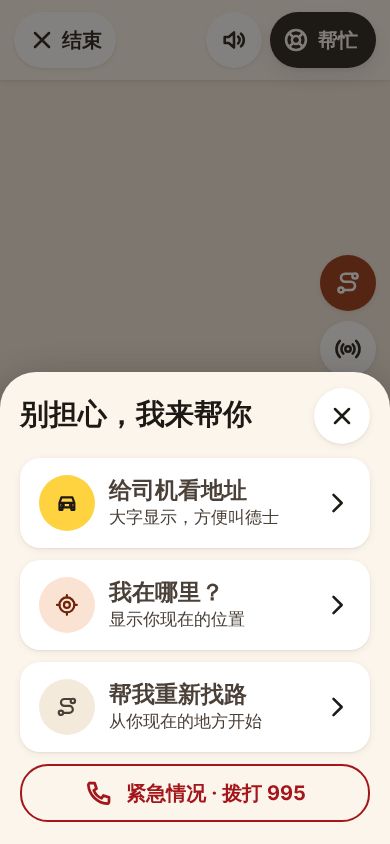 结束
帮忙
别担心，我来帮你
给司机看地址
大字显示，方便叫德士
我在哪里？
显示你现在的位置
帮我重新找路
从你现在的地方开始
紧急情况 · 拨打 995